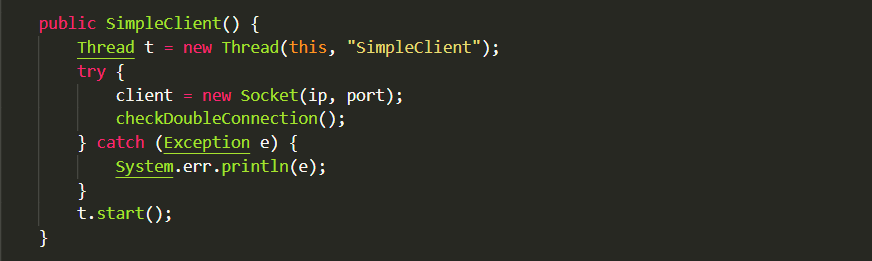 public SimpleClient() {
Thread t = new Thread(this, "SimpleClient");
try {
client = new Socket(ip, port);
checkDoubleConnection();
} catch (Exception e) {
System.err.println(e);
}
t.start();
}